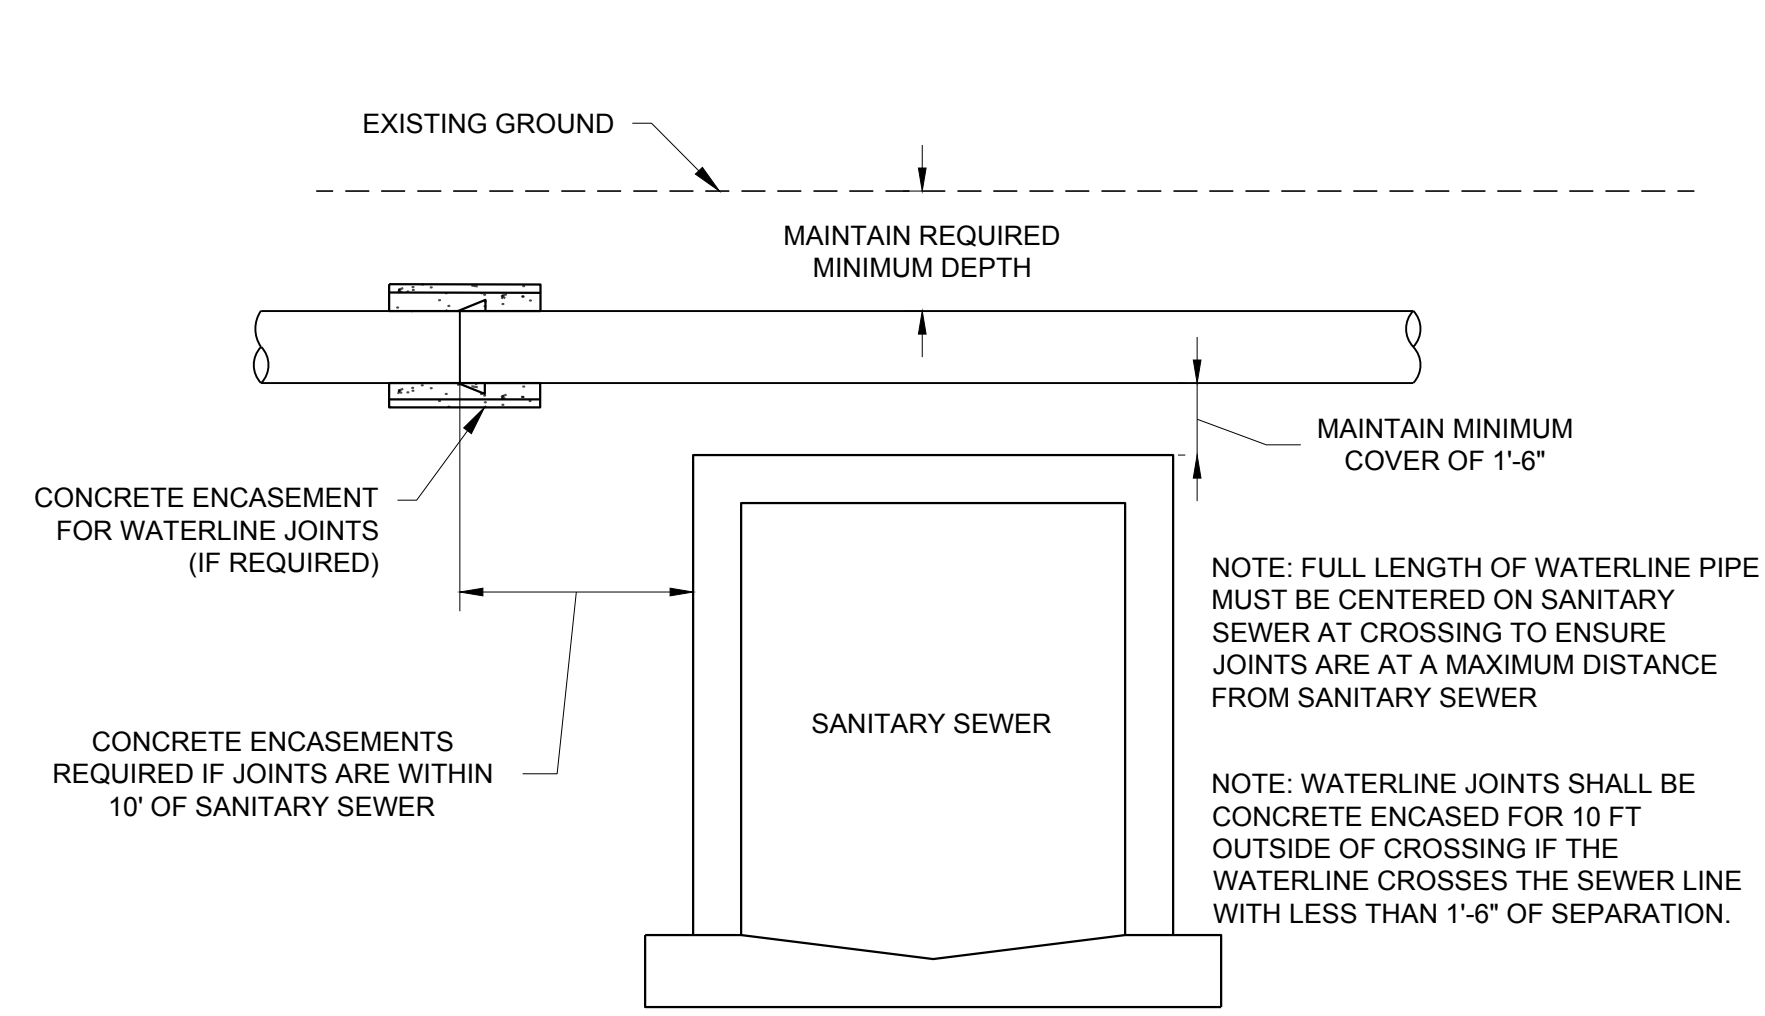 EXISTING GROUND
MAINTAIN REQUIRED
MINIMUM DEPTH
MAINTAIN MINIMUM
COVER OF 1'-6"
CONCRETE ENCASEMENT
FOR WATERLINE JOINTS
(IF REQUIRED)
NOTE: FULL LENGTH OF WATERLINE PIPE
MUST BE CENTERED ON SANITARY
SEWER AT CROSSING TO ENSURE
JOINTS ARE AT A MAXIMUM DISTANCE
FROM SANITARY SEWER
SANITARY SEWER
CONCRETE ENCASEMENTS
REQUIRED IF JOINTS ARE WITHIN
10' OF SANITARY SEWER
NOTE: WATERLINE JOINTS SHALL BE
CONCRETE ENCASED FOR 10 FT
OUTSIDE OF CROSSING IF THE
WATERLINE CROSSES THE SEWER LINE
WITH LESS THAN 1'-6" OF SEPARATION.